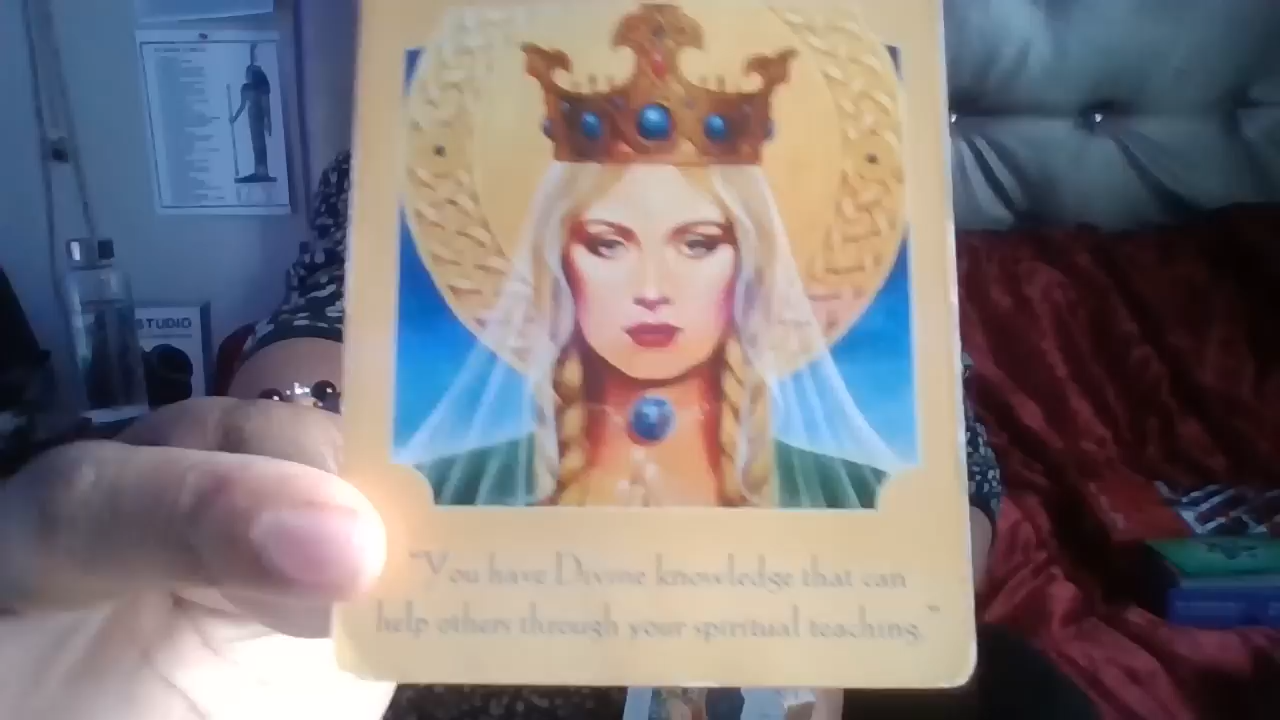 STUDIO
"You have Divine knowledge that can
help others through your spiritual teaching."